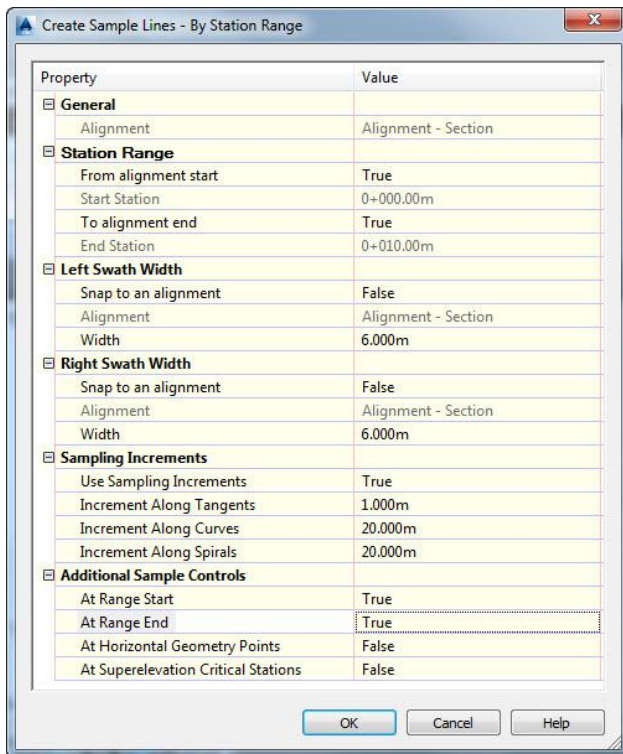 Create Sample Lines - By Station Range
Property Value
General
Alignment Alignment - Section
Station Range
From alignment start True
Start Station 0+000.00m
To alignment end True
End Station 0+010.00m
Left Swath Width
Snap to an alignment False
Alignment Alignment - Section
Width 6.000m
Right Swath Width
Snap to an alignment False
Alignment Alignment - Section
Width 6.000m
Sampling Increments
Use Sampling Increments True
Increment Along Tangents 1.000m
Increment Along Curves 20.000m
Increment Along Spirals 20.000m
Additional Sample Controls
At Range Start True
At Range End True
At Horizontal Geometry Points False
At Superelevation Critical Stations False
OK Cancel Help